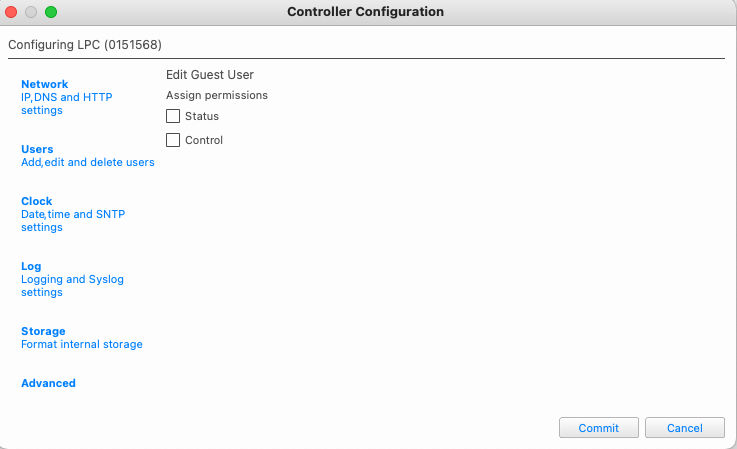 Controller Configuration
Configuring LPC (0151568)
Network
IP,DNS and HTTP
settings
Users
Add,edit and delete users
Clock
Date,time and SNTP
settings
Log
Logging and Syslog
settings
Storage
Format internal storage
Advanced
Edit Guest User
Assign permissions
Status
Control
Commit
Cancel